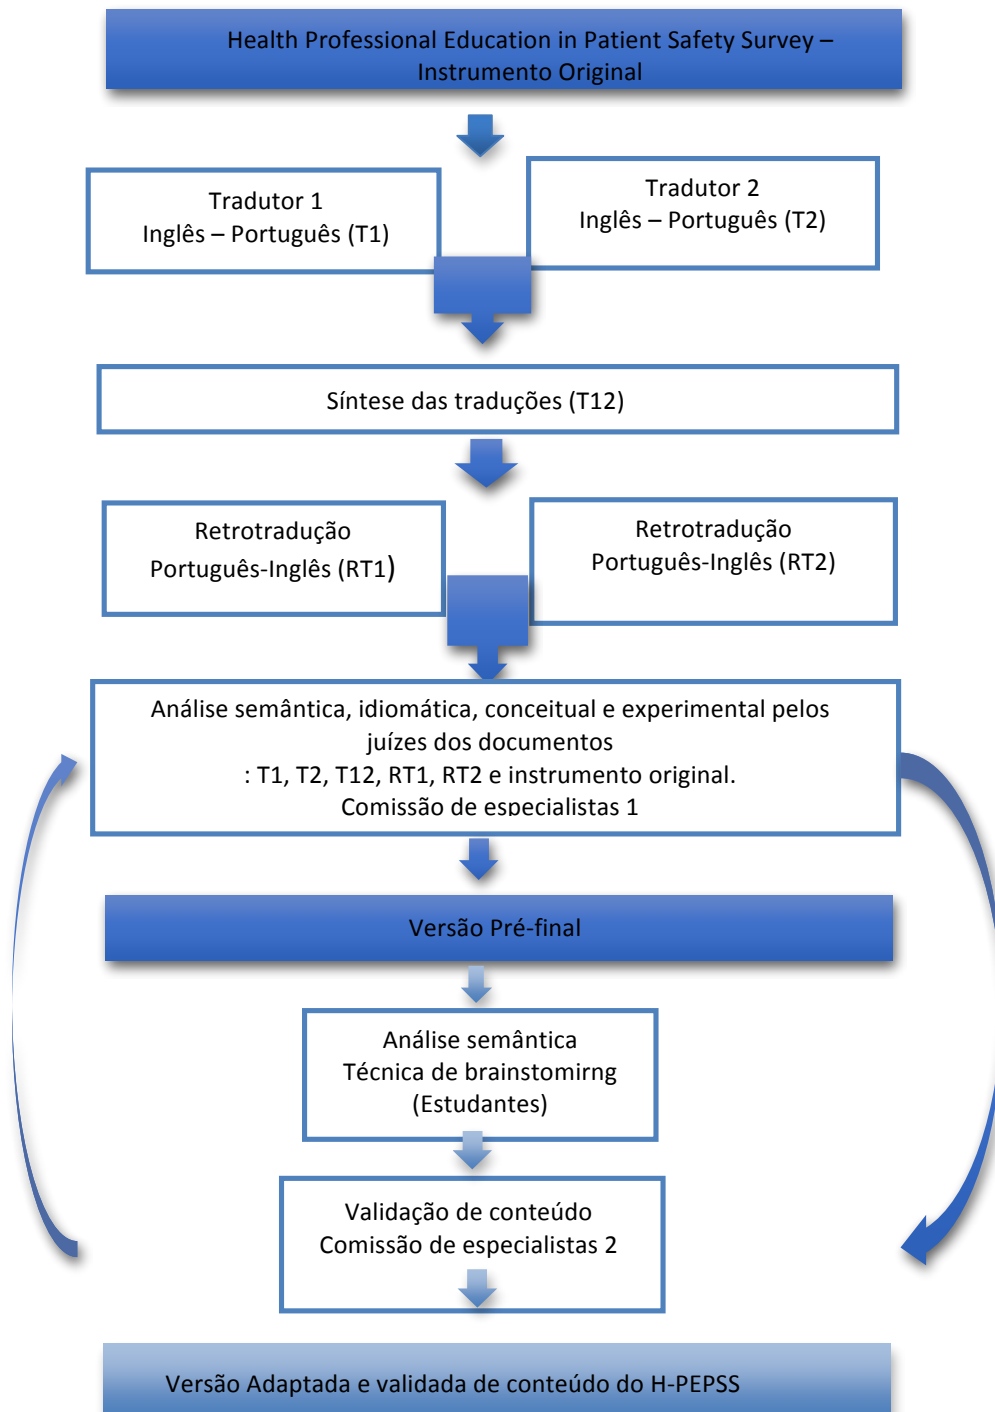 Health Professional Education in Patient Safety Survey –
Instrumento Original
Tradutor 1
Inglês – Português (T1)
Tradutor 2
Inglês – Português (T2)
Síntese das traduções (T12)
Retrotradução
Português-Inglês (RT1)
Retrotradução
Português-Inglês (RT2)
Análise semântica, idiomática, conceitual e experimental pelos
juízes dos documentos
: T1, T2, T12, RT1, RT2 e instrumento original.
Comissão de especialistas 1
Versão Pré-final
Análise semântica
Técnica de brainstomirng
(Estudantes)
Validação de conteúdo
Comissão de especialistas 2
Versão Adaptada e validada de conteúdo do H-PEPSS